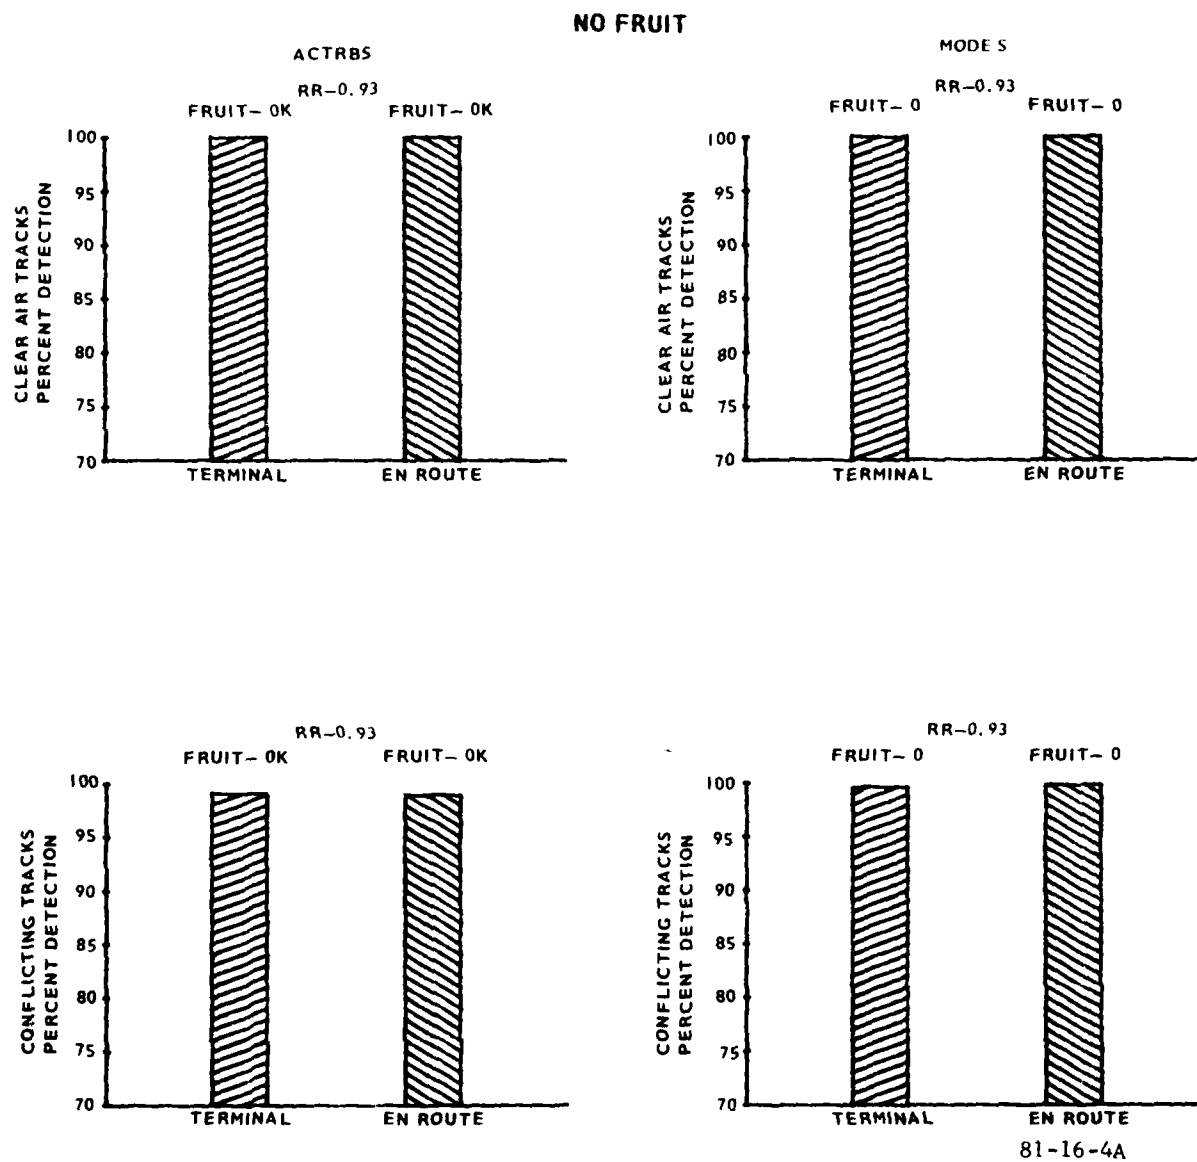 NO FRUIT
ACTRBS
RR-0.93
FRUIT- 0K FRUIT- 0K
100
95
90
85
80
75
70
CLEAR AIR TRACKS
PERCENT DETECTION
TERMINAL EN ROUTE
MODE S
RR-0.93
FRUIT- 0 FRUIT- 0
100
95
90
85
80
75
70
CLEAR AIR TRACKS
PERCENT DETECTION
TERMINAL EN ROUTE
RR-0.93
FRUIT- 0K FRUIT- 0K
100
95
90
85
80
75
70
CONFLICTING TRACKS
PERCENT DETECTION
TERMINAL EN ROUTE
RR-0.93
FRUIT- 0 FRUIT- 0
100
95
90
85
80
75
70
CONFLICTING TRACKS
PERCENT DETECTION
TERMINAL EN ROUTE
81-16-4A